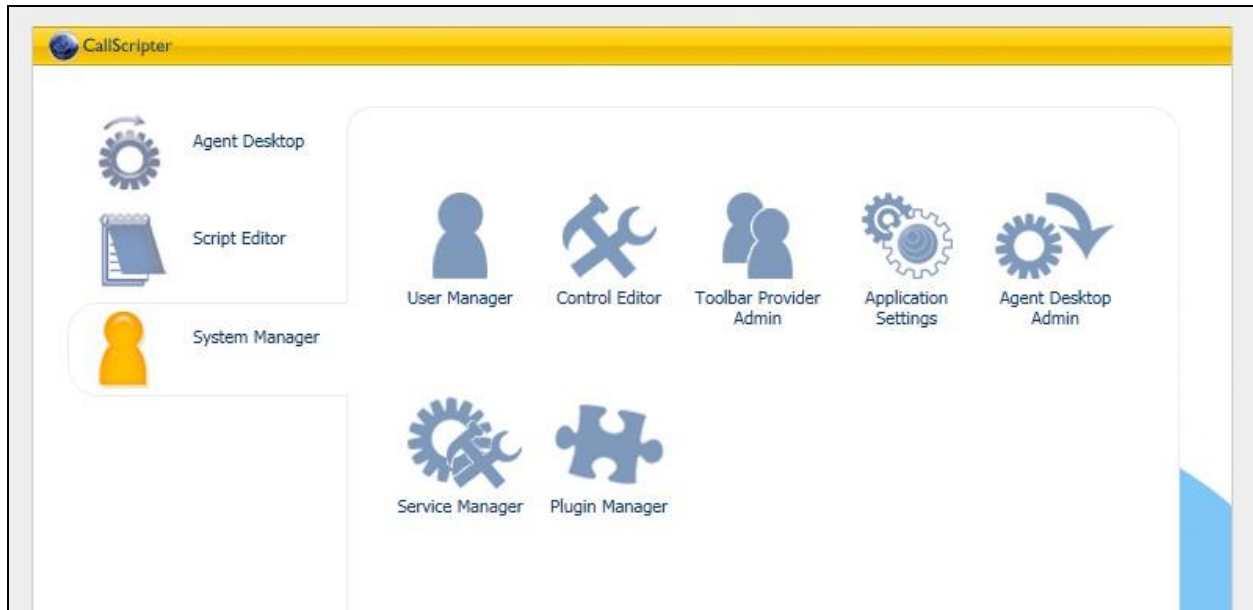 CallScripter
Agent Desktop
Script Editor
System Manager
User Manager
Control Editor
Toolbar Provider
Admin
Application
Settings
Agent Desktop
Admin
Service Manager
Plugin Manager